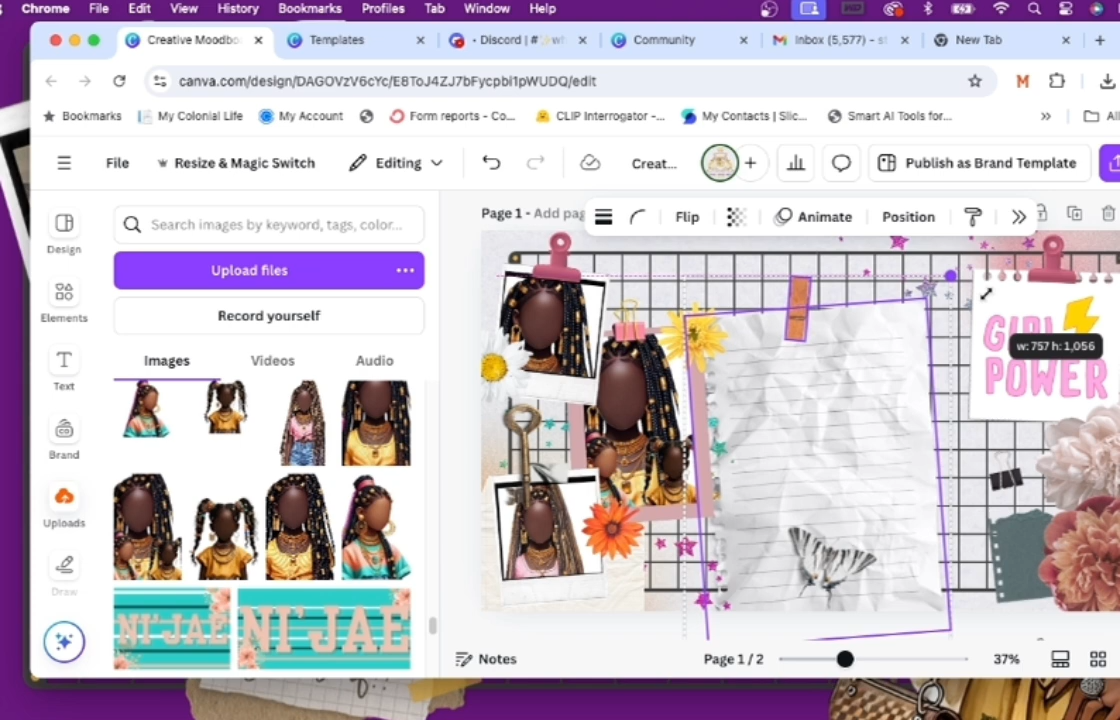 Chrome File Edit View History Bookmarks Profiles Tab Window Help
Creative Moodbo Templates • Discord | # wh Community Inbox (5,577) - st New Tab
canva.com/design/DAGOVzV6cYc/E8ToJ4ZJ7bFycpbi1pWUDQ/edit
Bookmarks My Colonial Life My Account Form reports - Co... CLIP Interrogator -... My Contacts | Slic... Smart AI Tools for... » All
File Resize & Magic Switch Editing Creat... + Publish as Brand Template
Design
Elements
Text
Brand
Uploads
Draw
Search images by keyword, tags, color...
Upload files
Record yourself
Images Videos Audio
NI'JAE NI'JAE
Page 1 - Add pag
Flip Animate Position
GIRL
POWER
w: 757 h: 1,056
Notes Page 1 / 2 37%